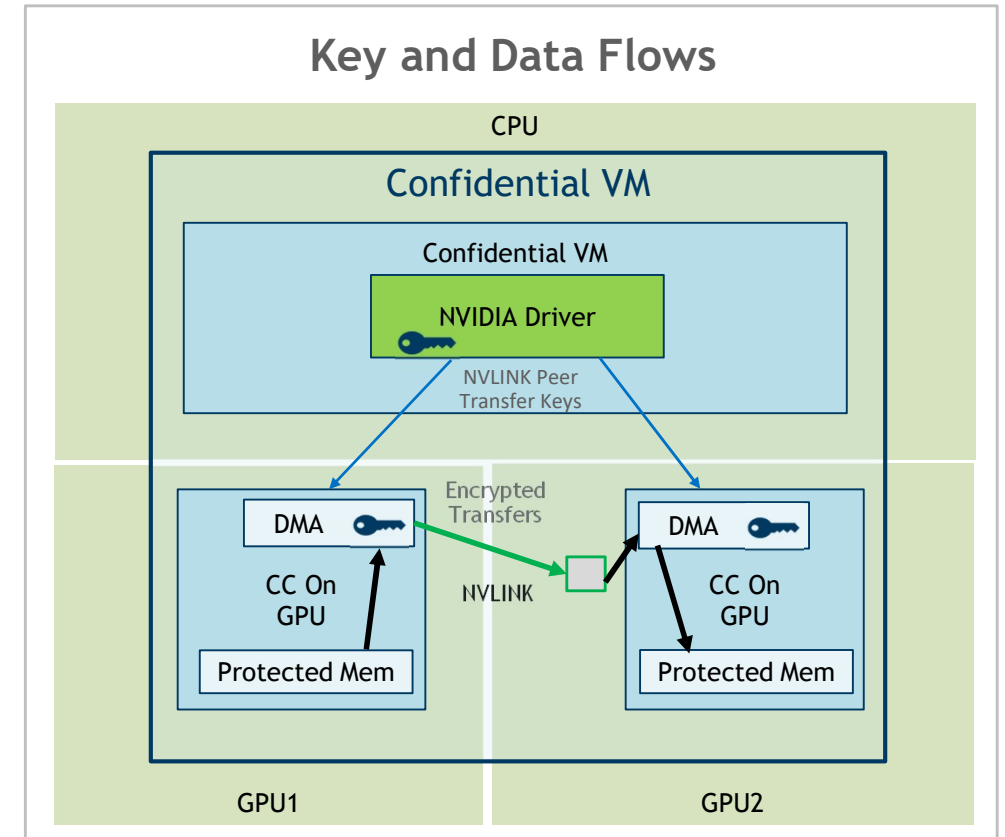 Key and Data Flows
CPU
Confidential VM
Confidential VM
NVIDIA Driver
NVLINK Peer
Transfer Keys
Encrypted
Transfers
DMA
DMA
NVLINK
CC On
GPU
CC On
GPU
Protected Mem
Protected Mem
GPU1
GPU2